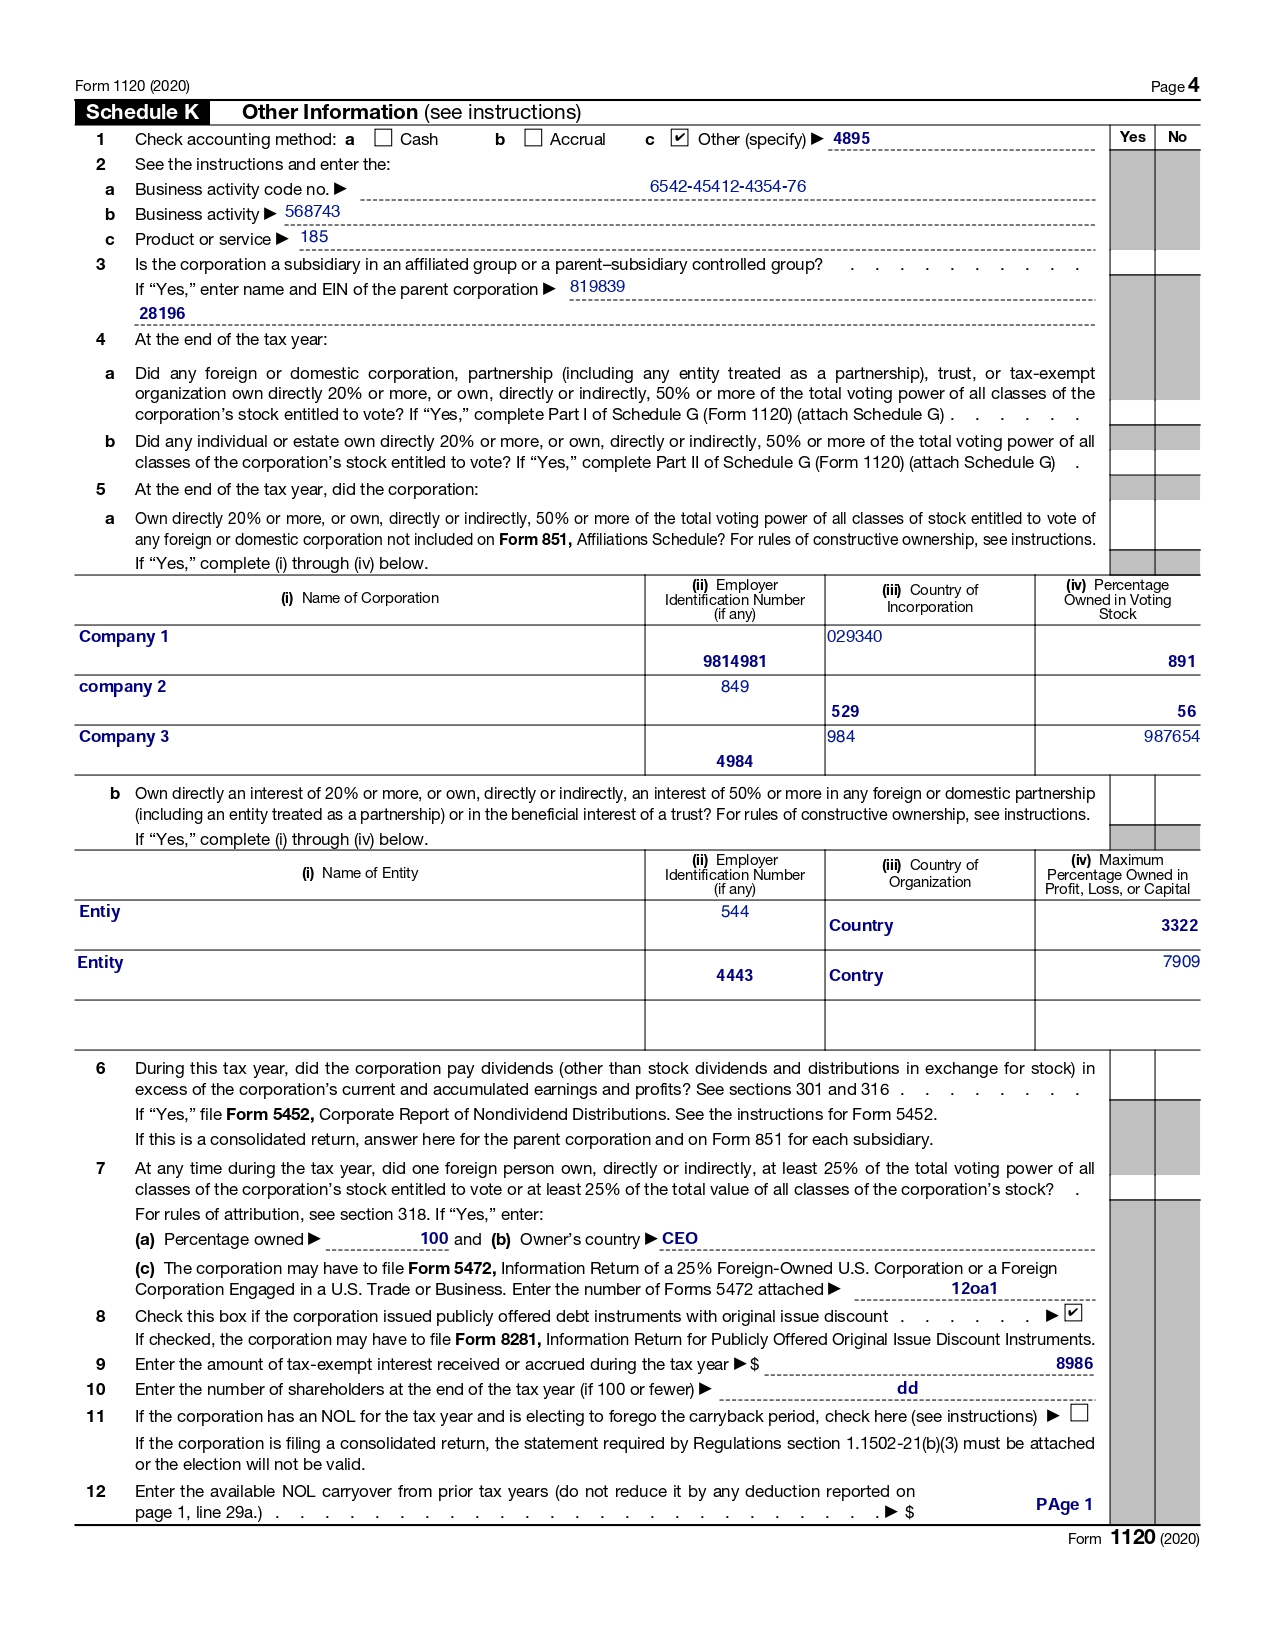 Form 1120 (2020) Page 4
Schedule K Other Information (see instructions)
1 Check accounting method: a Cash b Accrual c ✔ Other (specify) ▶ 4895 Yes No
2 See the instructions and enter the:
a Business activity code no. ▶ 6542-45412-4354-76
b Business activity ▶ 568743
c Product or service ▶ 185
3 Is the corporation a subsidiary in an affiliated group or a parent–subsidiary controlled group? . . . . . . . . . .
If “Yes,” enter name and EIN of the parent corporation ▶ 819839
28196
4 At the end of the tax year:
a Did any foreign or domestic corporation, partnership (including any entity treated as a partnership), trust, or tax-exempt
organization own directly 20% or more, or own, directly or indirectly, 50% or more of the total voting power of all classes of the
corporation’s stock entitled to vote? If “Yes,” complete Part I of Schedule G (Form 1120) (attach Schedule G) . . . . . .
b Did any individual or estate own directly 20% or more, or own, directly or indirectly, 50% or more of the total voting power of all
classes of the corporation’s stock entitled to vote? If “Yes,” complete Part II of Schedule G (Form 1120) (attach Schedule G) .
5 At the end of the tax year, did the corporation:
a Own directly 20% or more, or own, directly or indirectly, 50% or more of the total voting power of all classes of stock entitled to vote of
any foreign or domestic corporation not included on Form 851, Affiliations Schedule? For rules of constructive ownership, see instructions.
If “Yes,” complete (i) through (iv) below.
(i) Name of Corporation
(ii) Employer
Identification Number
(if any)
(iii) Country of
Incorporation
(iv) Percentage
Owned in Voting
Stock
Company 1 9814981 029340 891
company 2 849 529 56
Company 3 4984 984 987654
b Own directly an interest of 20% or more, or own, directly or indirectly, an interest of 50% or more in any foreign or domestic partnership
(including an entity treated as a partnership) or in the beneficial interest of a trust? For rules of constructive ownership, see instructions.
If “Yes,” complete (i) through (iv) below.
(i) Name of Entity
(ii) Employer
Identification Number
(if any)
(iii) Country of
Organization
(iv) Maximum
Percentage Owned in
Profit, Loss, or Capital
Entiy 544 Country 3322
Entity 4443 Contry 7909
6 During this tax year, did the corporation pay dividends (other than stock dividends and distributions in exchange for stock) in
excess of the corporation’s current and accumulated earnings and profits? See sections 301 and 316 . . . . . . . .
If “Yes,” file Form 5452, Corporate Report of Nondividend Distributions. See the instructions for Form 5452.
If this is a consolidated return, answer here for the parent corporation and on Form 851 for each subsidiary.
7 At any time during the tax year, did one foreign person own, directly or indirectly, at least 25% of the total voting power of all
classes of the corporation’s stock entitled to vote or at least 25% of the total value of all classes of the corporation’s stock? .
For rules of attribution, see section 318. If “Yes,” enter:
(a) Percentage owned ▶ 100 and (b) Owner’s country ▶ CEO
(c) The corporation may have to file Form 5472, Information Return of a 25% Foreign-Owned U.S. Corporation or a Foreign
Corporation Engaged in a U.S. Trade or Business. Enter the number of Forms 5472 attached ▶ 12oa1
8 Check this box if the corporation issued publicly offered debt instruments with original issue discount . . . . . . ▶ ✔
If checked, the corporation may have to file Form 8281, Information Return for Publicly Offered Original Issue Discount Instruments.
9 Enter the amount of tax-exempt interest received or accrued during the tax year ▶ $ 8986
10 Enter the number of shareholders at the end of the tax year (if 100 or fewer) ▶ dd
11 If the corporation has an NOL for the tax year and is electing to forego the carryback period, check here (see instructions) ▶
If the corporation is filing a consolidated return, the statement required by Regulations section 1.1502-21(b)(3) must be attached
or the election will not be valid.
12 Enter the available NOL carryover from prior tax years (do not reduce it by any deduction reported on
page 1, line 29a.) . . . . . . . . . . . . . . . . . . . . . . . . . ▶ $ PAge 1
Form 1120 (2020)